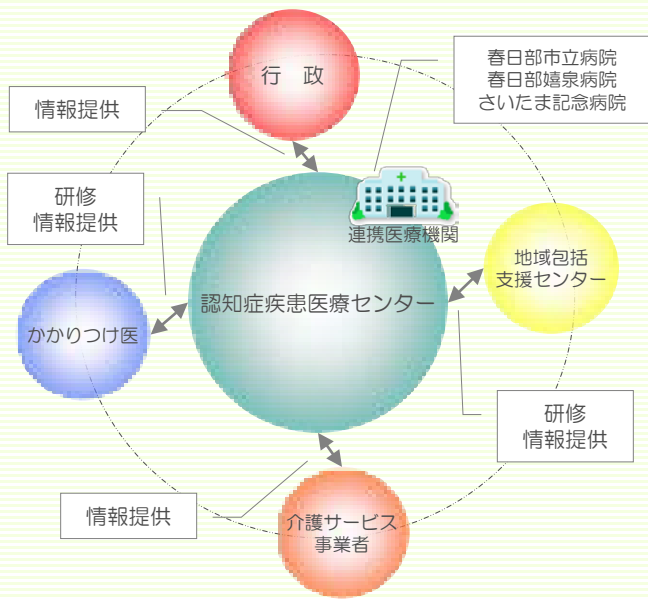 行　政
春日部市立病院
春日部嬉泉病院
さいたま記念病院
情報提供
研修
情報提供
連携医療機関
地域包括
支援センター
認知症疾患医療センター
かかりつけ医
研修
情報提供
情報提供
介護サービス
事業者